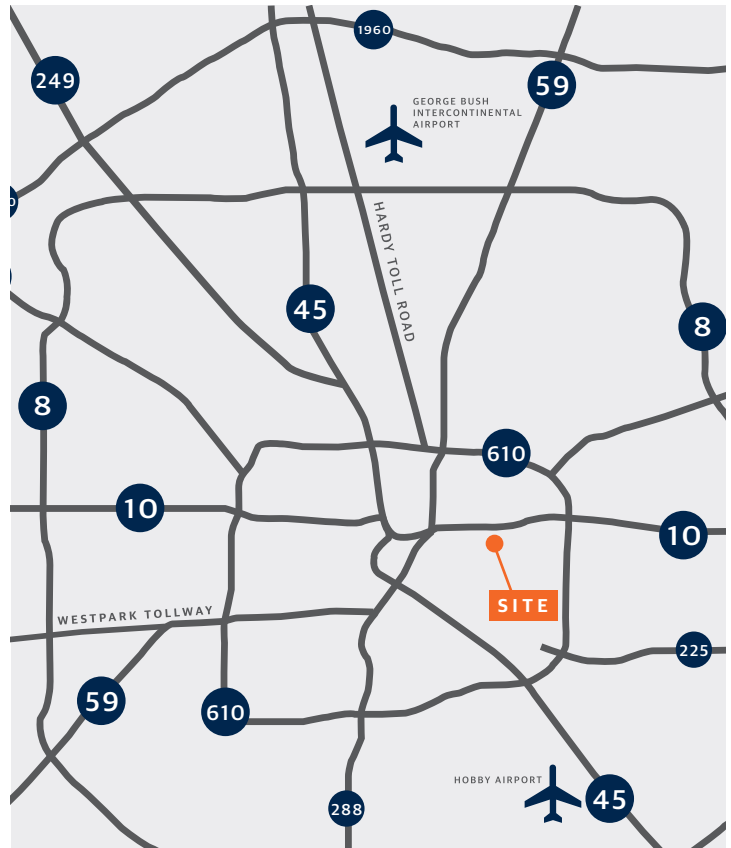 1960
249
59
GEORGE BUSH
INTERCONTINENTAL
AIRPORT
HARDY TOLL ROAD
45
8
8
610
10
10
SITE
WESTPARK TOLLWAY
225
59
610
HOBBY AIRPORT
45
288